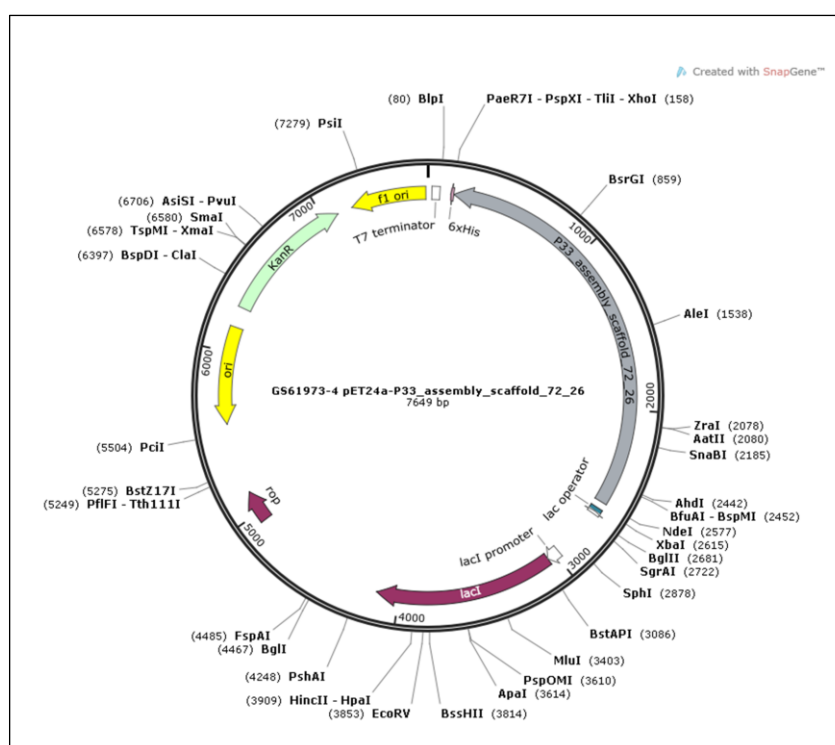 Created with SnapGene™
(80) BlpI
PaeR7I - PspXI - TliI - XhoI (158)
(7279) PsiI
BsrGI (859)
(6706) AsiSI - PvuI
(6580) SmaI
(6578) TspMI - XmaI
(6397) BspDI - ClaI
7000
f1 ori
T7 terminator
6xHis
1000
KanR
P33_assembly_scaffold_72_26
AleI (1538)
6000
ori
GS61973-4 pET24a-P33_assembly_scaffold_72_26
7649 bp
2000
ZraI (2078)
AatII (2080)
SnaBI (2185)
(5504) PciI
(5275) BstZ17I
(5249) PflFI - Tth111I
rop
5000
lac operator
AhdI (2442)
BfuAI - BspMI (2452)
NdeI (2577)
XbaI (2615)
BglII (2681)
SgrAI (2722)
SphI (2878)
lacI promoter
3000
lacI
4000
BstAPI (3086)
(4485) FspAI
(4467) BglI
(4248) PshAI
(3909) HincII - HpaI
(3853) EcoRV
BssHII (3814)
MluI (3403)
PspOMI (3610)
ApaI (3614)